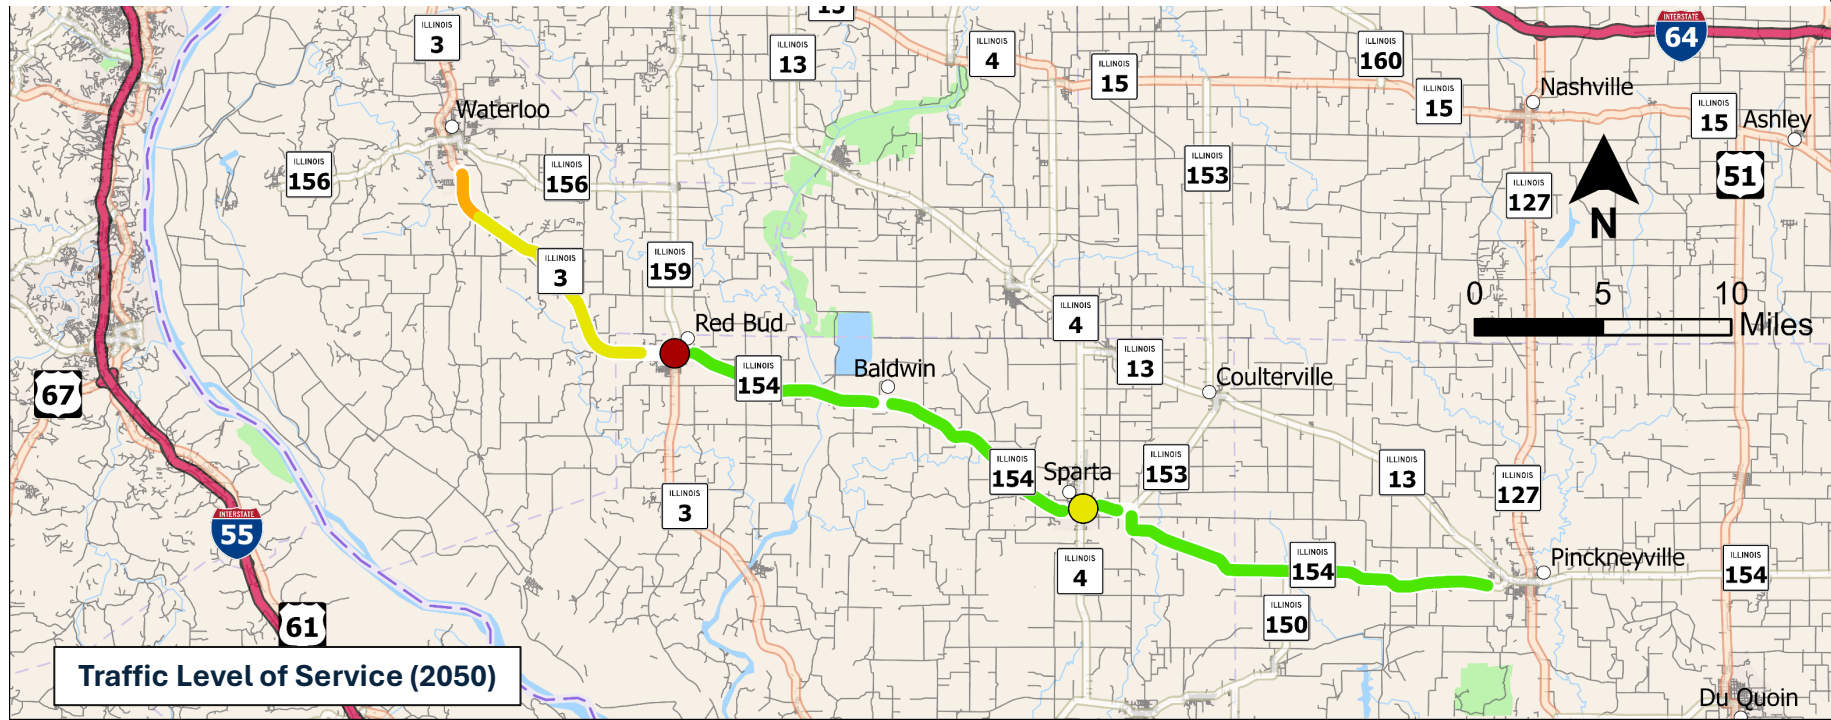 13
ILLINOIS
3
ILLINOIS
13
ILLINOIS
4
ILLINOIS
15
ILLINOIS
160
INTERSTATE
64
Nashville
ILLINOIS
15
ILLINOIS
15
Ashley
Waterloo
ILLINOIS
156
ILLINOIS
156
ILLINOIS
153
ILLINOIS
127
51
N
ILLINOIS
3
ILLINOIS
159
0 5 10
Miles
Red Bud
ILLINOIS
4
ILLINOIS
13
ILLINOIS
154
Baldwin
Coulterville
67
ILLINOIS
154
Sparta
ILLINOIS
153
ILLINOIS
13
ILLINOIS
127
ILLINOIS
3
INTERSTATE
55
ILLINOIS
4
ILLINOIS
154
Pinckneyville
ILLINOIS
154
ILLINOIS
150
61
Traffic Level of Service (2050)
Du Quoin